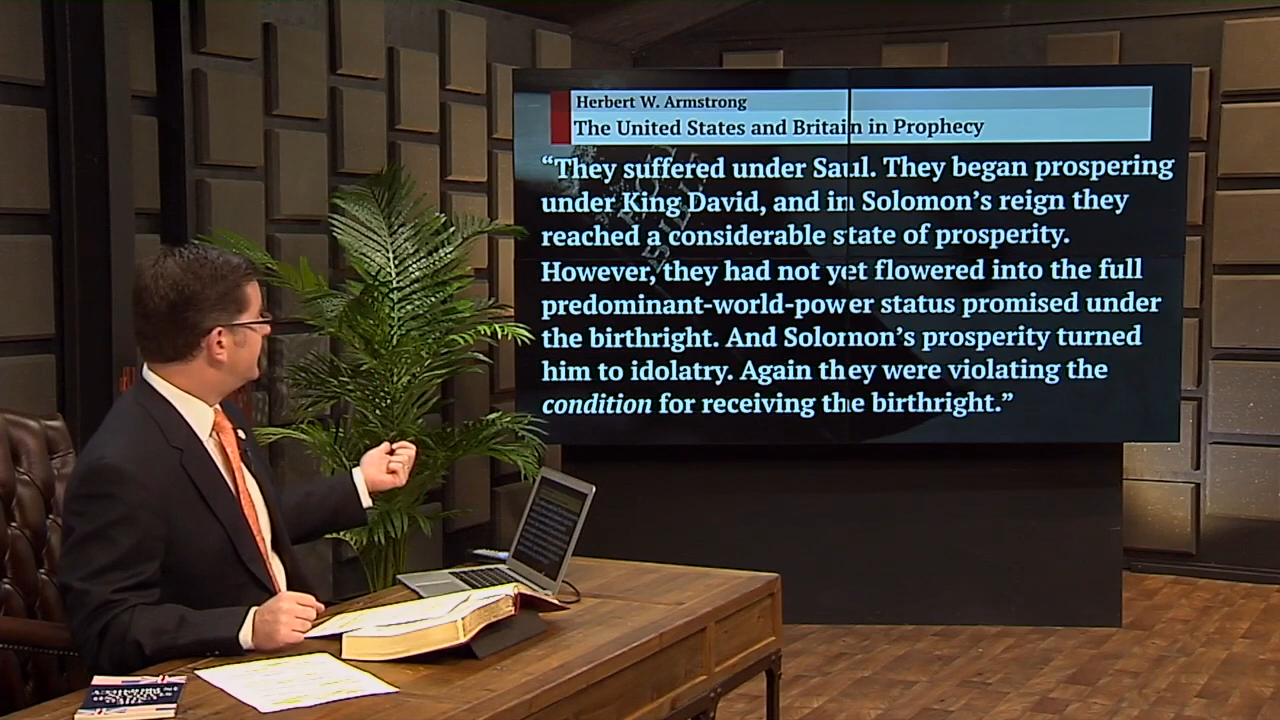 Herbert W. Armstrong
The United States and Britain in Prophecy
“They suffered under Saul. They began prospering
under King David, and in Solomon’s reign they
reached a considerable state of prosperity.
However, they had not yet flowered into the full
predominant-world-power status promised under
the birthright. And Solomon’s prosperity turned
him to idolatry. Again they were violating the
condition for receiving the birthright.”